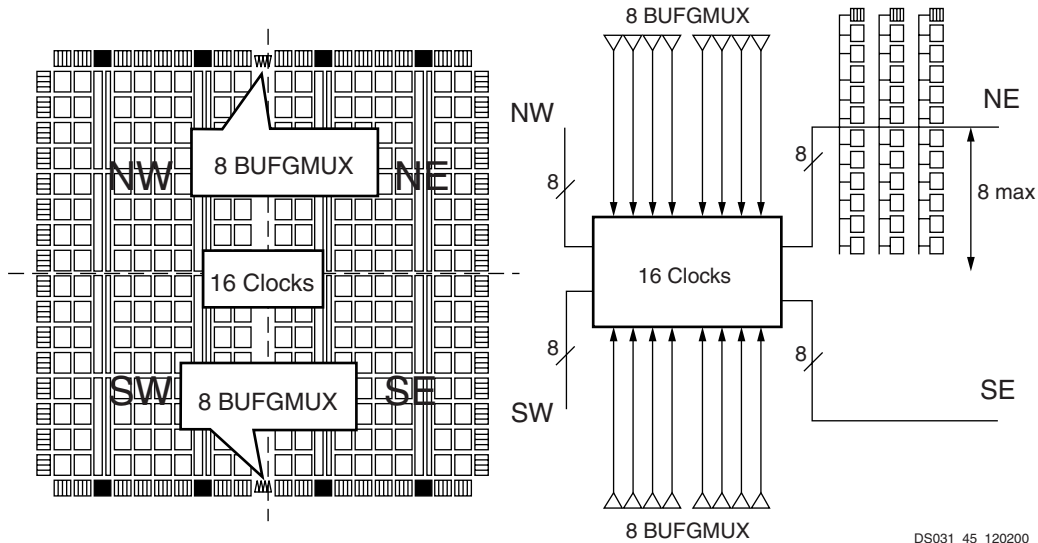 NW
NE
8 BUFGMUX
16 Clocks
SW
SE
8 BUFGMUX
8 BUFGMUX
NW
NE
8
8
8 max
16 Clocks
8
8
SW
SE
8 BUFGMUX
DS031_45_120200